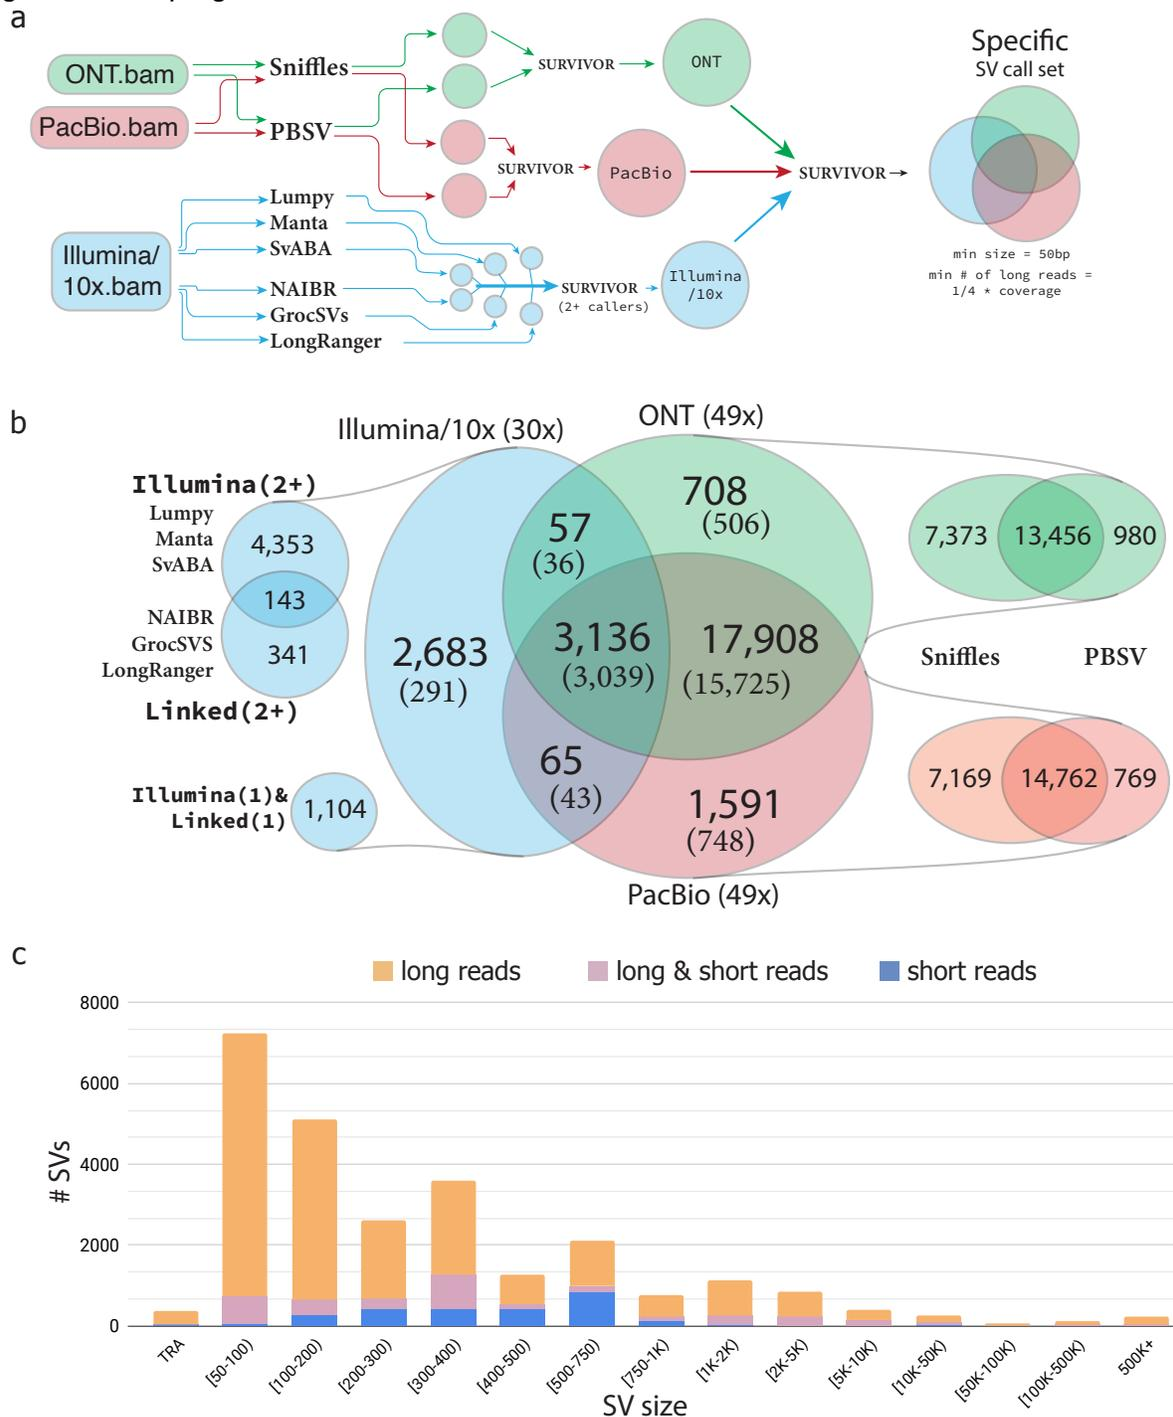 a
ONT.bam
PacBio.bam
Illumina/
10x.bam
Sniffles
PBSV
Lumpy
Manta
SvABA
NAIBR
GrocSVs
LongRanger
SURVIVOR
SURVIVOR
SURVIVOR
(2+ callers)
ONT
PacBio
Illumina
/10x
SURVIVOR
Specific
SV call set
min size = 50bp
min # of long reads =
1/4 * coverage
b
Illumina/10x (30x)
ONT (49x)
PacBio (49x)
Illumina(2+)
Lumpy
Manta
SvABA
NAIBR
GrocSVS
LongRanger
Linked(2+)
4,353
143
341
Illumina(1)&
Linked(1)
1,104
2,683
(291)
57
(36)
708
(506)
3,136
(3,039)
17,908
(15,725)
65
(43)
1,591
(748)
7,373
13,456
980
Sniffles
PBSV
7,169
14,762
769
c
long reads
long & short reads
short reads
# SVs
8000
6000
4000
2000
0
TRA
[50-100)
[100-200)
[200-300)
[300-400)
[400-500)
[500-750)
[750-1K)
[1K-2K)
[2K-5K)
[5K-10K)
[10K-50K)
[50K-100K)
[100K-500K)
500K+
SV size